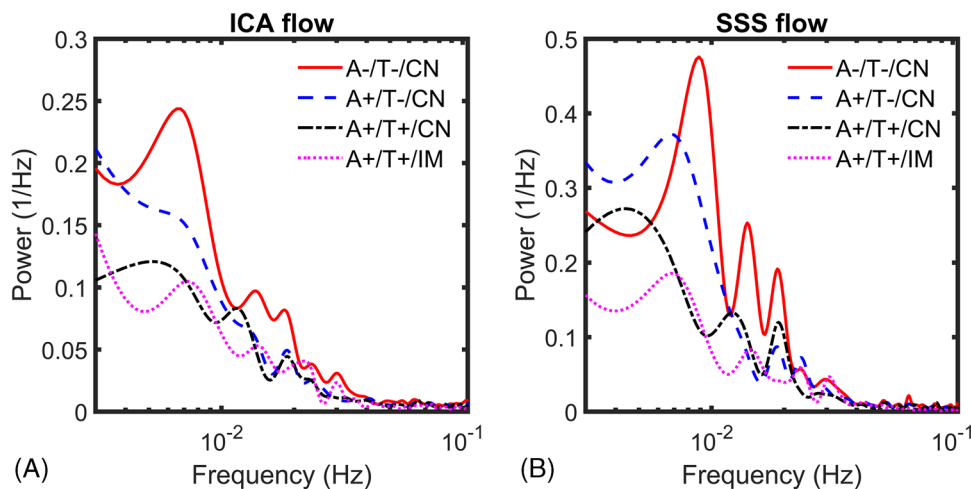 ICA flow
0.3
0.25
0.2
0.15
0.1
0.05
0
Power (1/Hz)
A-/T-/CN
A+/T-/CN
A+/T+/CN
A+/T+/IM
10-2
10-1
Frequency (Hz)
(A)
SSS flow
0.5
0.4
0.3
0.2
0.1
0
Power (1/Hz)
A-/T-/CN
A+/T-/CN
A+/T+/CN
A+/T+/IM
10-2
10-1
Frequency (Hz)
(B)